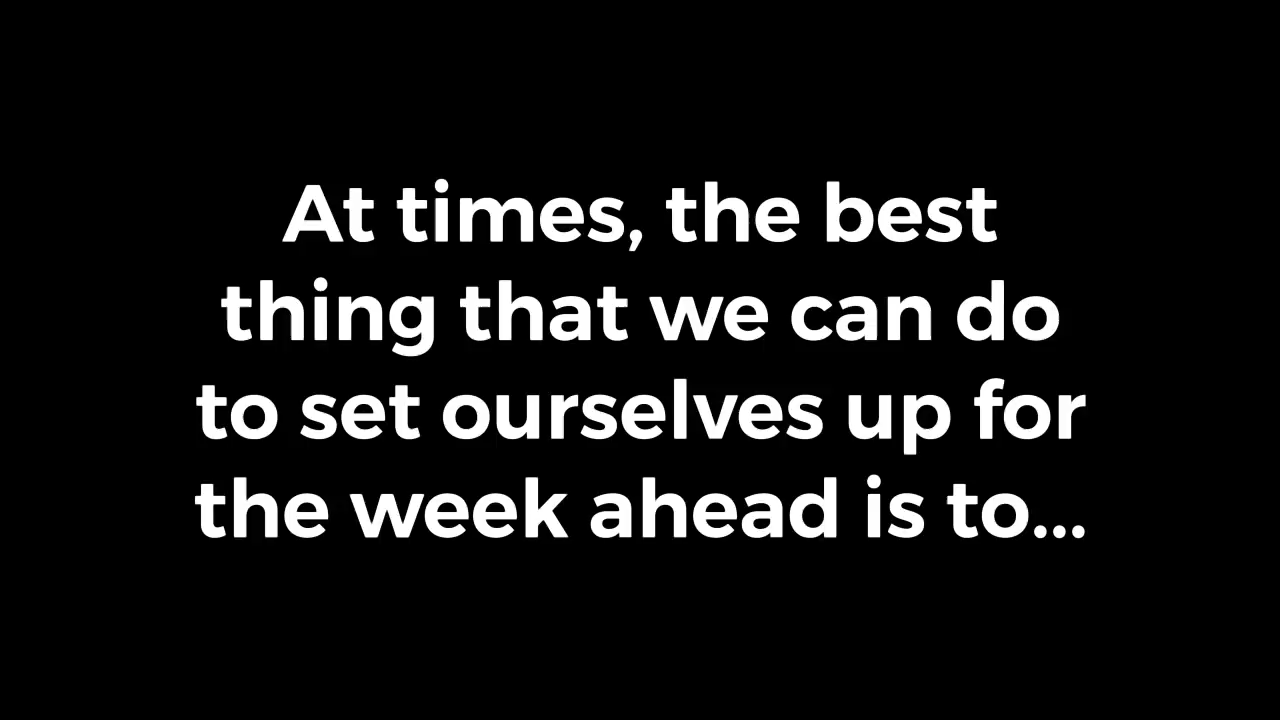 At times, the best
thing that we can do
to set ourselves up for
the week ahead is to...